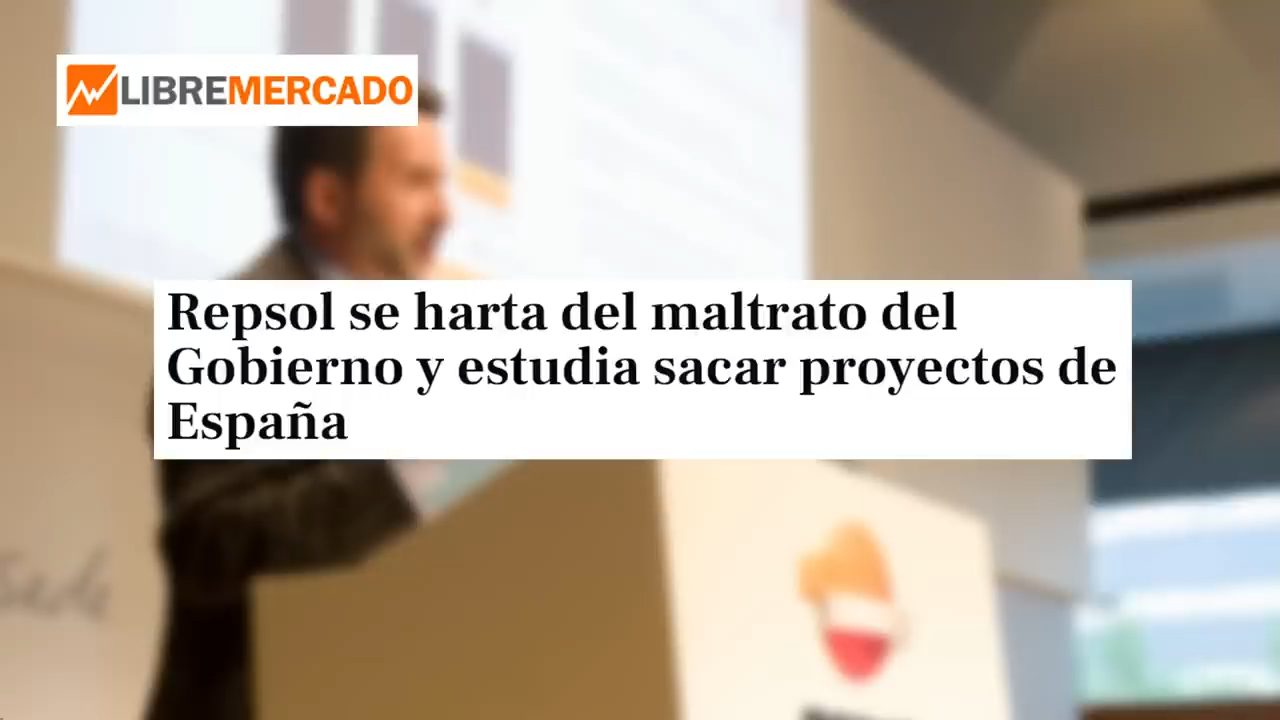 LIBREMERCADO
Repsol se harta del maltrato del
Gobierno y estudia sacar proyectos de
España